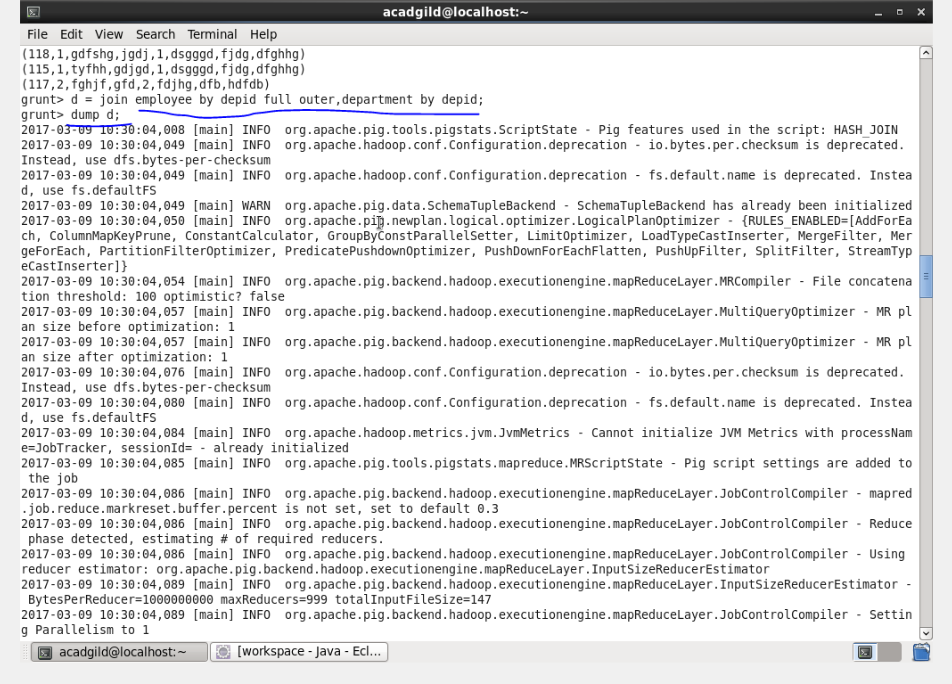 acadgild@localhost:~
File Edit View Search Terminal Help
(118,1,gdfshg,jgdj,1,dsgggd,fjdg,dfghhg)
(115,1,tyfhh,gdjgd,1,dsgggd,fjdg,dfghhg)
(117,2,fghjf,gfd,2,fdjhg,dfb,hdfdb)
grunt> d = join employee by depid full outer,department by depid;
grunt> dump d;
2017-03-09 10:30:04,008 [main] INFO  org.apache.pig.tools.pigstats.ScriptState - Pig features used in the script: HASH_JOIN
2017-03-09 10:30:04,049 [main] INFO  org.apache.hadoop.conf.Configuration.deprecation - io.bytes.per.checksum is deprecated.
Instead, use dfs.bytes-per-checksum
2017-03-09 10:30:04,049 [main] INFO  org.apache.hadoop.conf.Configuration.deprecation - fs.default.name is deprecated. Instea
d, use fs.defaultFS
2017-03-09 10:30:04,049 [main] WARN  org.apache.pig.data.SchemaTupleBackend - SchemaTupleBackend has already been initialized
2017-03-09 10:30:04,050 [main] INFO  org.apache.pig.newplan.logical.optimizer.LogicalPlanOptimizer - {RULES_ENABLED=[AddForEa
ch, ColumnMapKeyPrune, ConstantCalculator, GroupByConstParallelSetter, LimitOptimizer, LoadTypeCastInserter, MergeFilter, Mer
geForEach, PartitionFilterOptimizer, PredicatePushdownOptimizer, PushDownForEachFlatten, PushUpFilter, SplitFilter, StreamTyp
eCastInserter]}
2017-03-09 10:30:04,054 [main] INFO  org.apache.pig.backend.hadoop.executionengine.mapReduceLayer.MRCompiler - File concatena
tion threshold: 100 optimistic? false
2017-03-09 10:30:04,057 [main] INFO  org.apache.pig.backend.hadoop.executionengine.mapReduceLayer.MultiQueryOptimizer - MR pl
an size before optimization: 1
2017-03-09 10:30:04,057 [main] INFO  org.apache.pig.backend.hadoop.executionengine.mapReduceLayer.MultiQueryOptimizer - MR pl
an size after optimization: 1
2017-03-09 10:30:04,076 [main] INFO  org.apache.hadoop.conf.Configuration.deprecation - io.bytes.per.checksum is deprecated.
Instead, use dfs.bytes-per-checksum
2017-03-09 10:30:04,080 [main] INFO  org.apache.hadoop.conf.Configuration.deprecation - fs.default.name is deprecated. Instea
d, use fs.defaultFS
2017-03-09 10:30:04,084 [main] INFO  org.apache.hadoop.metrics.jvm.JvmMetrics - Cannot initialize JVM Metrics with processNam
e=JobTracker, sessionId= - already initialized
2017-03-09 10:30:04,085 [main] INFO  org.apache.pig.tools.pigstats.mapreduce.MRScriptState - Pig script settings are added to
the job
2017-03-09 10:30:04,086 [main] INFO  org.apache.pig.backend.hadoop.executionengine.mapReduceLayer.JobControlCompiler - mapred
.job.reduce.markreset.buffer.percent is not set, set to default 0.3
2017-03-09 10:30:04,086 [main] INFO  org.apache.pig.backend.hadoop.executionengine.mapReduceLayer.JobControlCompiler - Reduce
phase detected, estimating # of required reducers.
2017-03-09 10:30:04,086 [main] INFO  org.apache.pig.backend.hadoop.executionengine.mapReduceLayer.JobControlCompiler - Using
reducer estimator: org.apache.pig.backend.hadoop.executionengine.mapReduceLayer.InputSizeReducerEstimator
2017-03-09 10:30:04,089 [main] INFO  org.apache.pig.backend.hadoop.executionengine.mapReduceLayer.InputSizeReducerEstimator -
BytesPerReducer=1000000000 maxReducers=999 totalInputFileSize=147
2017-03-09 10:30:04,089 [main] INFO  org.apache.pig.backend.hadoop.executionengine.mapReduceLayer.JobControlCompiler - Settin
g Parallelism to 1
acadgild@localhost:~ [workspace - Java - Ecl...